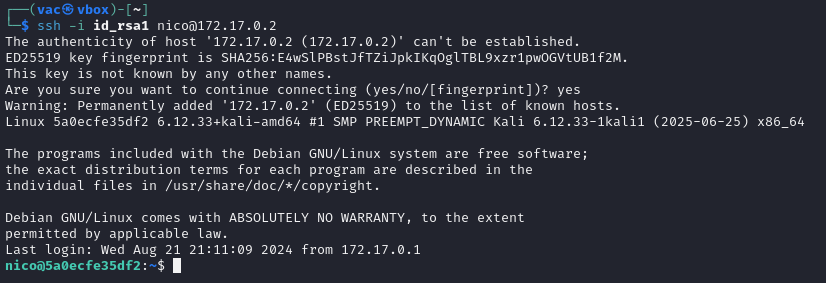 ┌──(vac㉿vbox)-[~]
└─$ ssh -i id_rsa1 nico@172.17.0.2
The authenticity of host '172.17.0.2 (172.17.0.2)' can't be established.
ED25519 key fingerprint is SHA256:E4wSlPBstJfTZiJpkIKqOglTBL9xzr1pwOGVtUB1f2M.
This key is not known by any other names.
Are you sure you want to continue connecting (yes/no/[fingerprint])? yes
Warning: Permanently added '172.17.0.2' (ED25519) to the list of known hosts.
Linux 5a0ecfe35df2 6.12.33+kali-amd64 #1 SMP PREEMPT_DYNAMIC Kali 6.12.33-1kali1 (2025-06-25) x86_64
The programs included with the Debian GNU/Linux system are free software;
the exact distribution terms for each program are described in the
individual files in /usr/share/doc/*/copyright.
Debian GNU/Linux comes with ABSOLUTELY NO WARRANTY, to the extent
permitted by applicable law.
Last login: Wed Aug 21 21:11:09 2024 from 172.17.0.1
nico@5a0ecfe35df2:~$